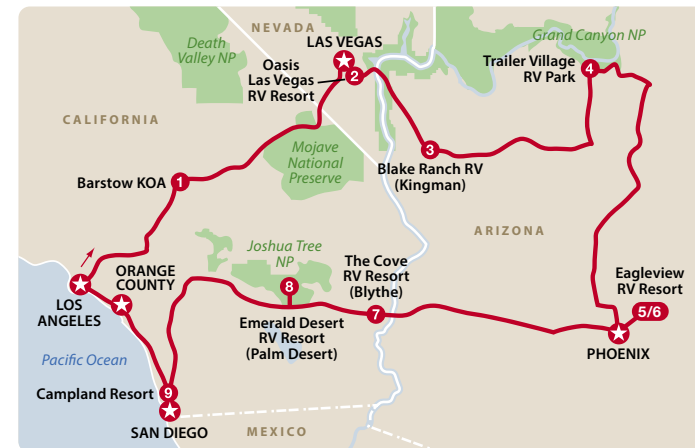 NEVADA
Death
Valley NP
LAS VEGAS
Oasis
Las Vegas
RV Resort
2
Grand Canyon NP
Trailer Village
RV Park
4
CALIFORNIA
Mojave
National
Preserve
3
Blake Ranch RV
(Kingman)
Barstow KOA
1
ARIZONA
Joshua Tree
NP
8
The Cove
RV Resort
(Blythe)
7
Eagleview
RV Resort
5/6
ORANGE
COUNTY
LOS
ANGELES
Emerald Desert
RV Resort
(Palm Desert)
PHOENIX
Pacific Ocean
Campland Resort
9
SAN DIEGO
MEXICO